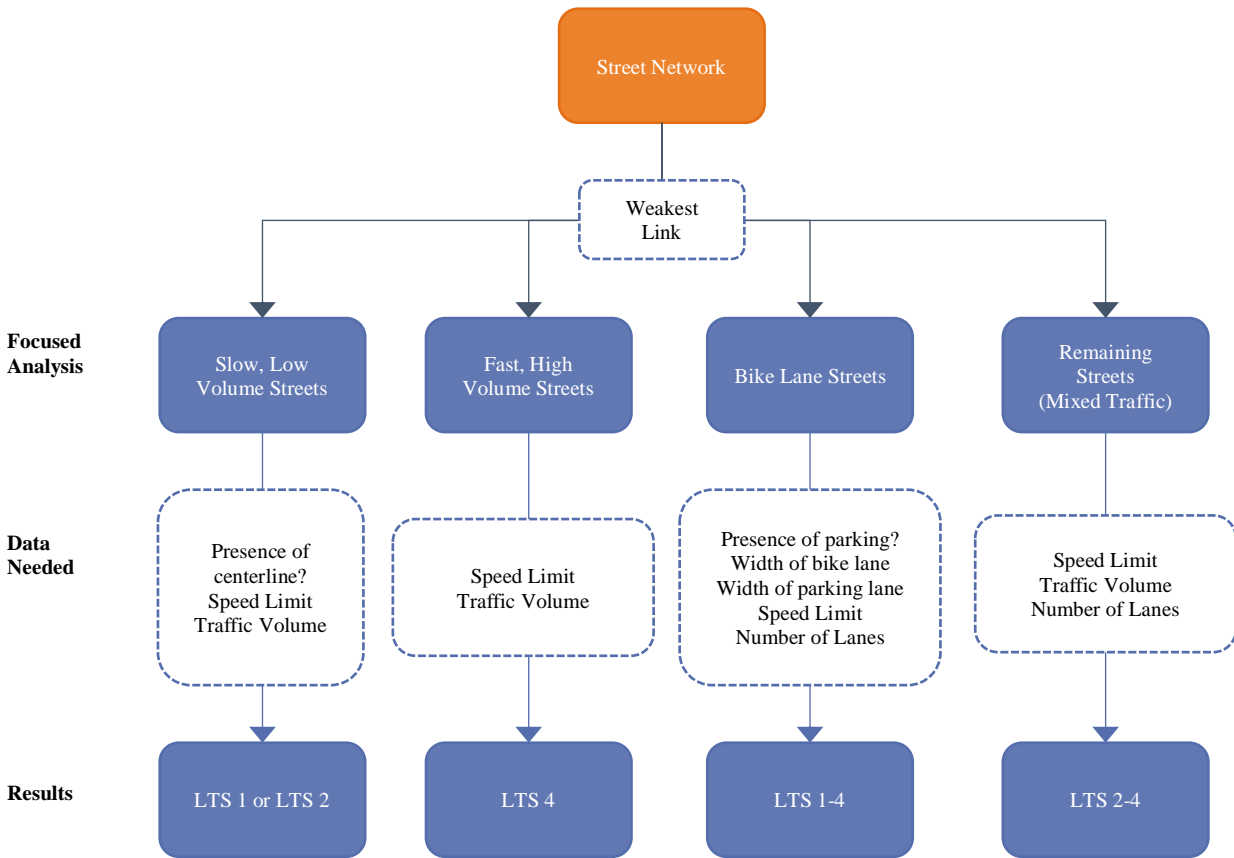 Street Network
Weakest
Link
Focused
Analysis
Slow, Low
Volume Streets
Fast, High
Volume Streets
Bike Lane Streets
Remaining
Streets
(Mixed Traffic)
Data
Needed
Presence of
centerline?
Speed Limit
Traffic Volume
Speed Limit
Traffic Volume
Presence of parking?
Width of bike lane
Width of parking lane
Speed Limit
Number of Lanes
Speed Limit
Traffic Volume
Number of Lanes
Results
LTS 1 or LTS 2
LTS 4
LTS 1-4
LTS 2-4